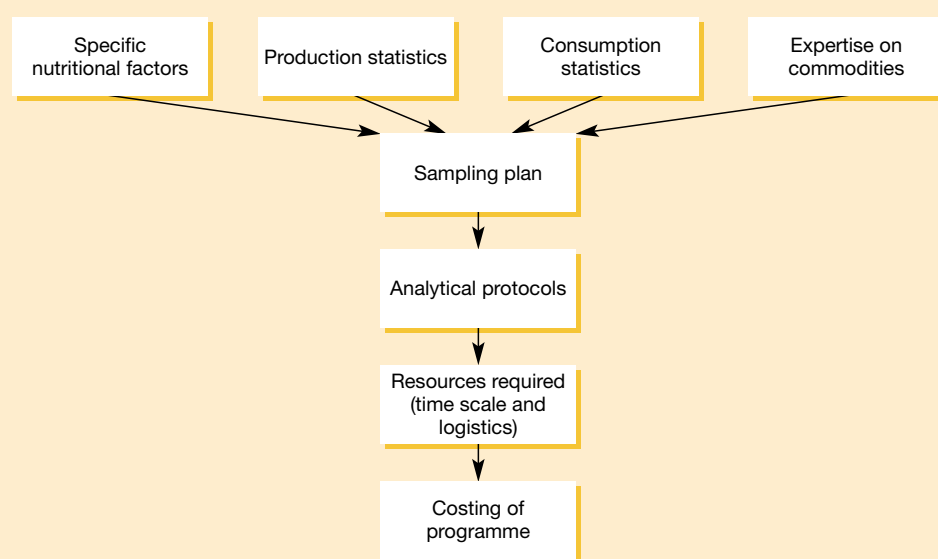 Specific
nutritional factors
Production statistics
Consumption
statistics
Expertise on
commodities
Sampling plan
Analytical protocols
Resources required
(time scale and
logistics)
Costing of
programme